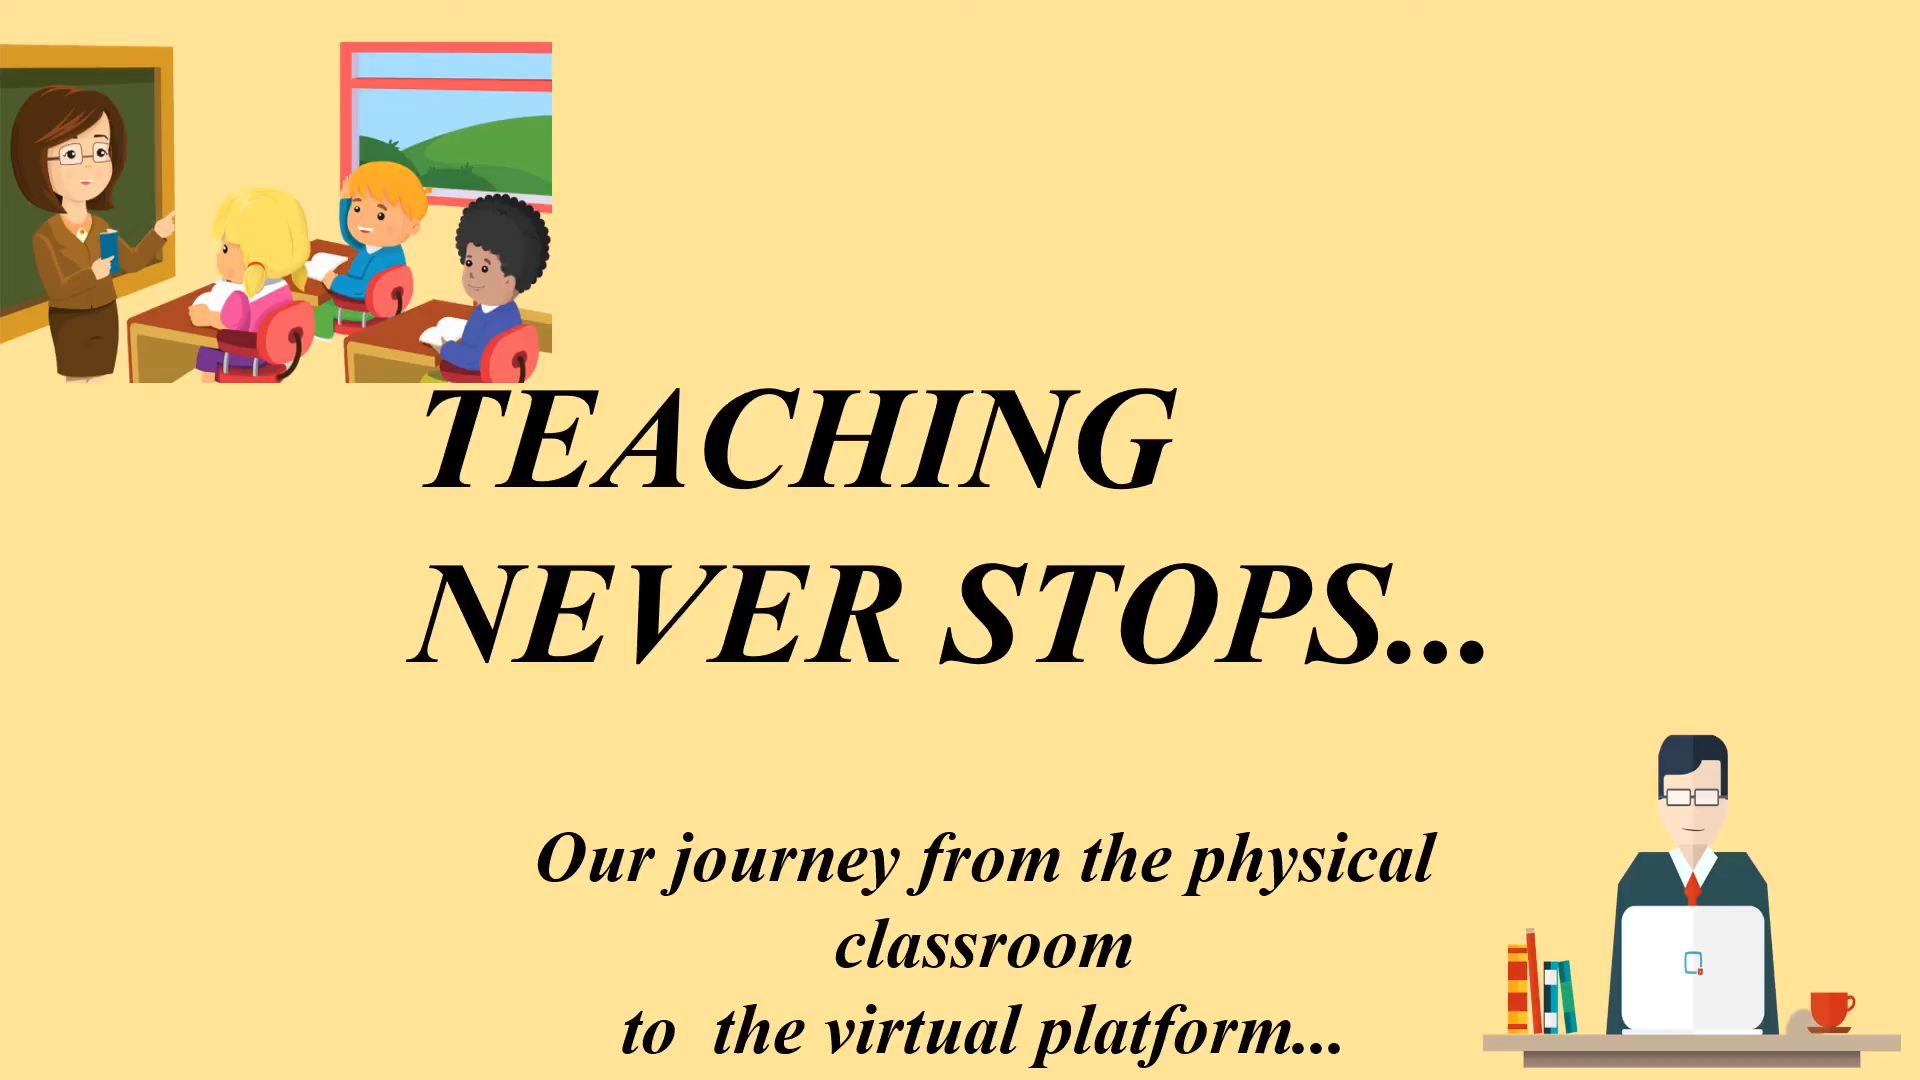 TEACHING
NEVER STOPS...
Our journey from the physical
classroom
to the virtual platform...